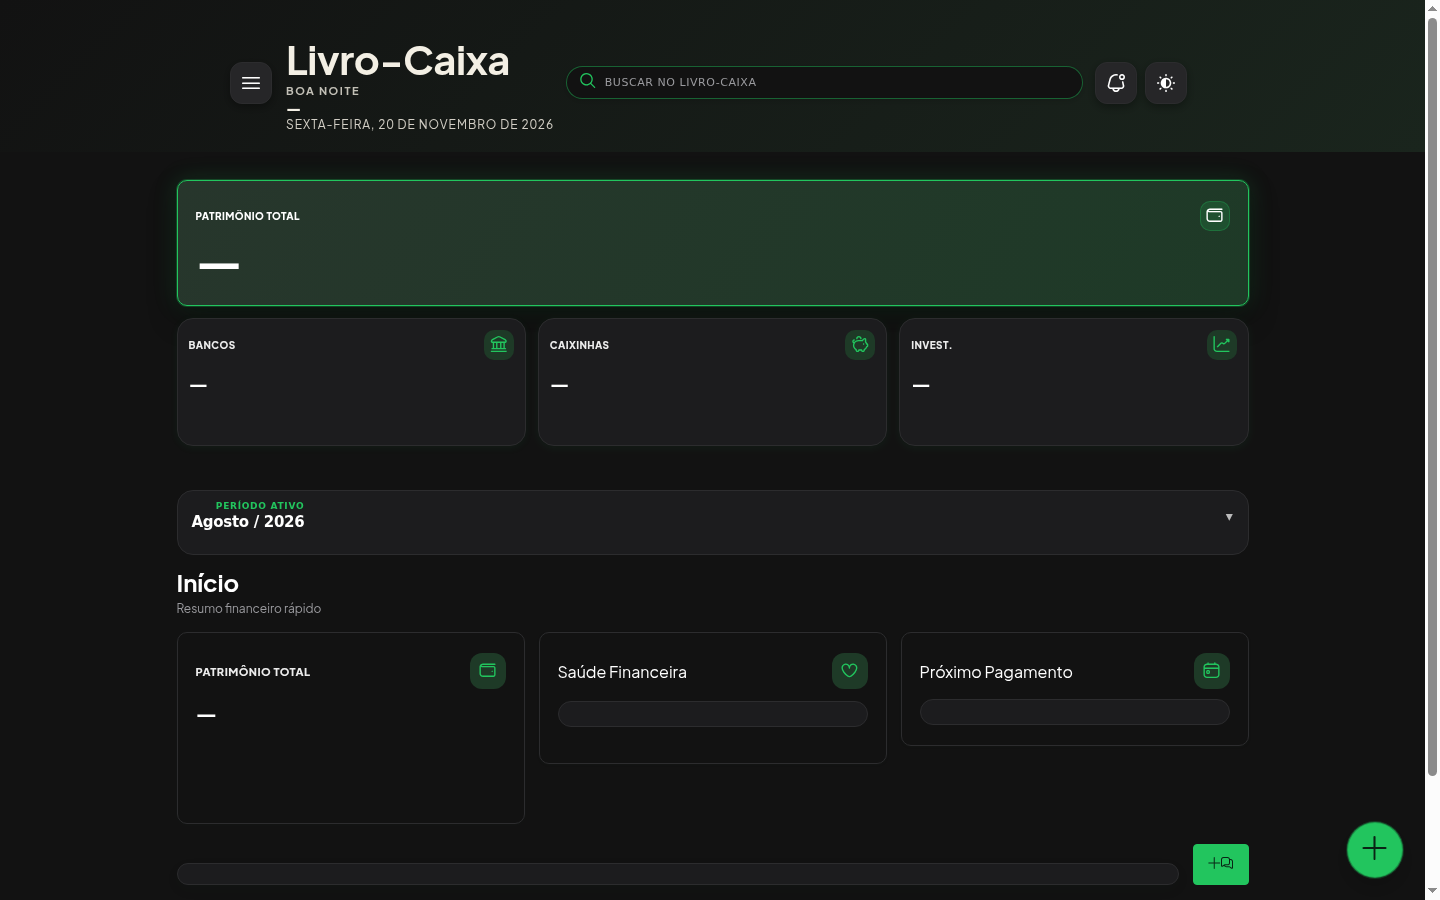 Livro-Caixa
BOA NOITE
—
SEXTA-FEIRA, 20 DE NOVEMBRO DE 2026
BUSCAR NO LIVRO-CAIXA
PATRIMÔNIO TOTAL
—
BANCOS
—
CAIXINHAS
—
INVEST.
—
PERÍODO ATIVO
Agosto / 2026
▼
Início
Resumo financeiro rápido
PATRIMÔNIO TOTAL
—
Saúde Financeira
Próximo Pagamento